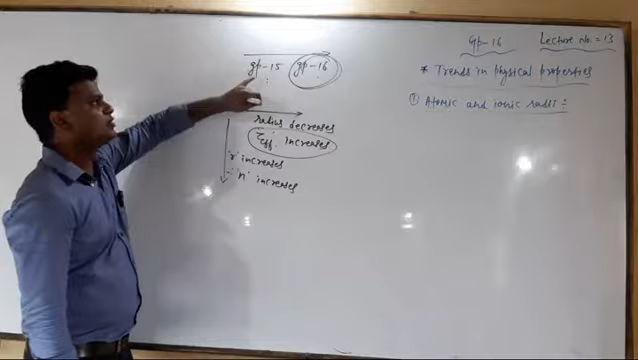 Gp-16 Lecture No. = 13
gp-15 gp-16
* Trends in physical properties
① Atomic and ionic radii :
radius decreases
Zeff. increases
'r' increases
∵ 'n' increases